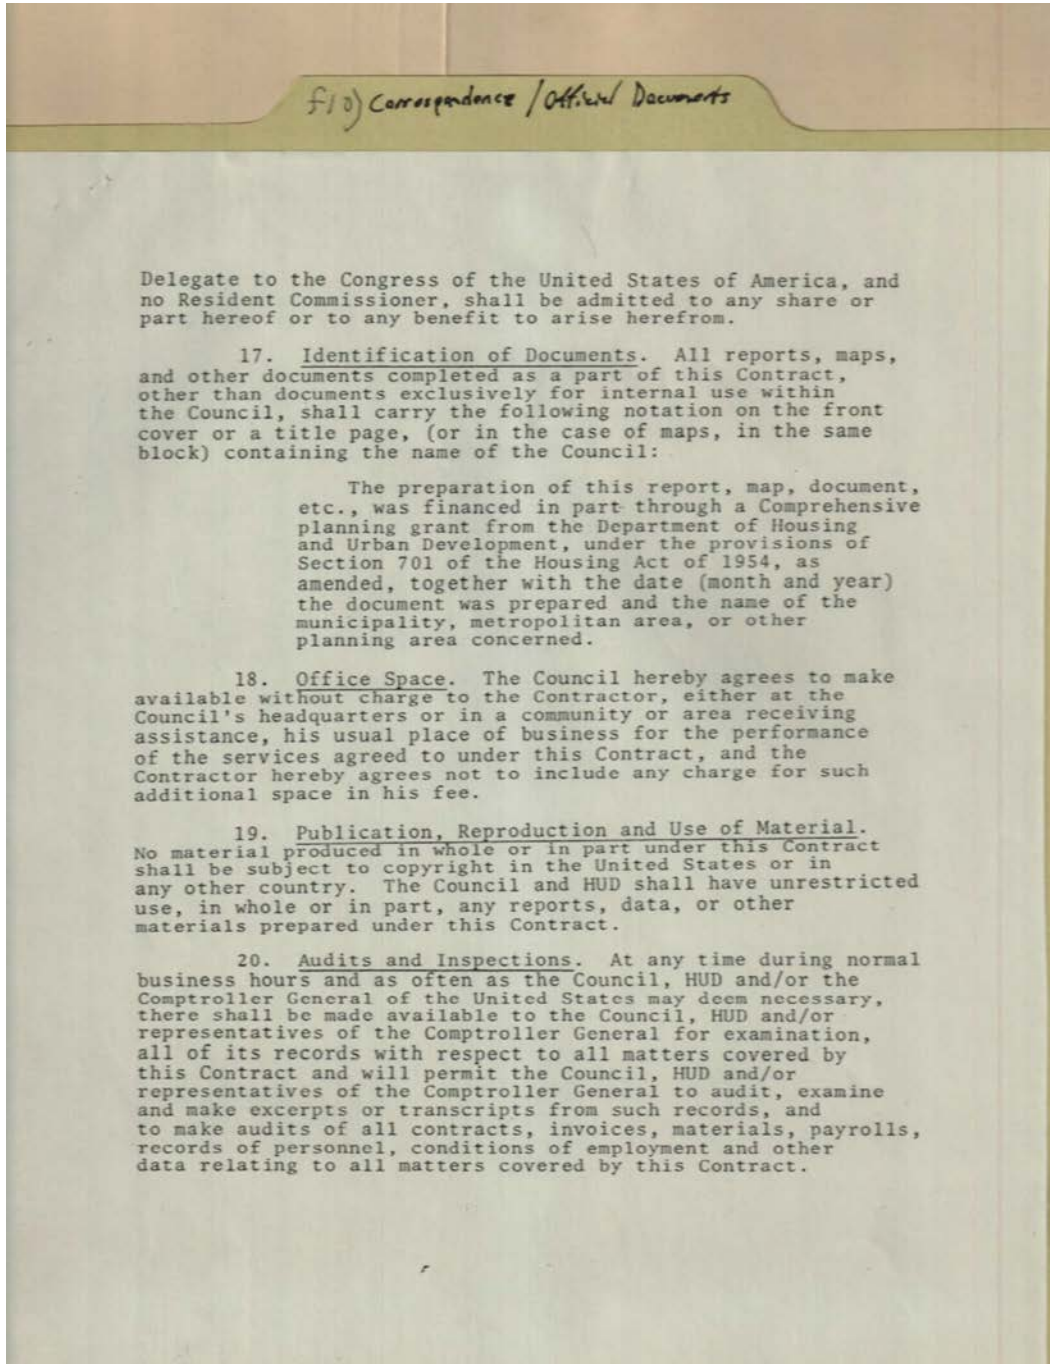 f10) Correspondence / Official Documents
Delegate to the Congress of the United States of America, and
no Resident Commissioner, shall be admitted to any share or
part hereof or to any benefit to arise herefrom.
17. Identification of Documents. All reports, maps,
and other documents completed as a part of this Contract,
other than documents exclusively for internal use within
the Council, shall carry the following notation on the front
cover or a title page, (or in the case of maps, in the same
block) containing the name of the Council:
The preparation of this report, map, document,
etc., was financed in part through a Comprehensive
planning grant from the Department of Housing
and Urban Development, under the provisions of
Section 701 of the Housing Act of 1954, as
amended, together with the date (month and year)
the document was prepared and the name of the
municipality, metropolitan area, or other
planning area concerned.
18. Office Space. The Council hereby agrees to make
available without charge to the Contractor, either at the
Council's headquarters or in a community or area receiving
assistance, his usual place of business for the performance
of the services agreed to under this Contract, and the
Contractor hereby agrees not to include any charge for such
additional space in his fee.
19. Publication, Reproduction and Use of Material.
No material produced in whole or in part under this Contract
shall be subject to copyright in the United States or in
any other country. The Council and HUD shall have unrestricted
use, in whole or in part, any reports, data, or other
materials prepared under this Contract.
20. Audits and Inspections. At any time during normal
business hours and as often as the Council, HUD and/or the
Comptroller General of the United States may deem necessary,
there shall be made available to the Council, HUD and/or
representatives of the Comptroller General for examination,
all of its records with respect to all matters covered by
this Contract and will permit the Council, HUD and/or
representatives of the Comptroller General to audit, examine
and make excerpts or transcripts from such records, and
to make audits of all contracts, invoices, materials, payrolls,
records of personnel, conditions of employment and other
data relating to all matters covered by this Contract.